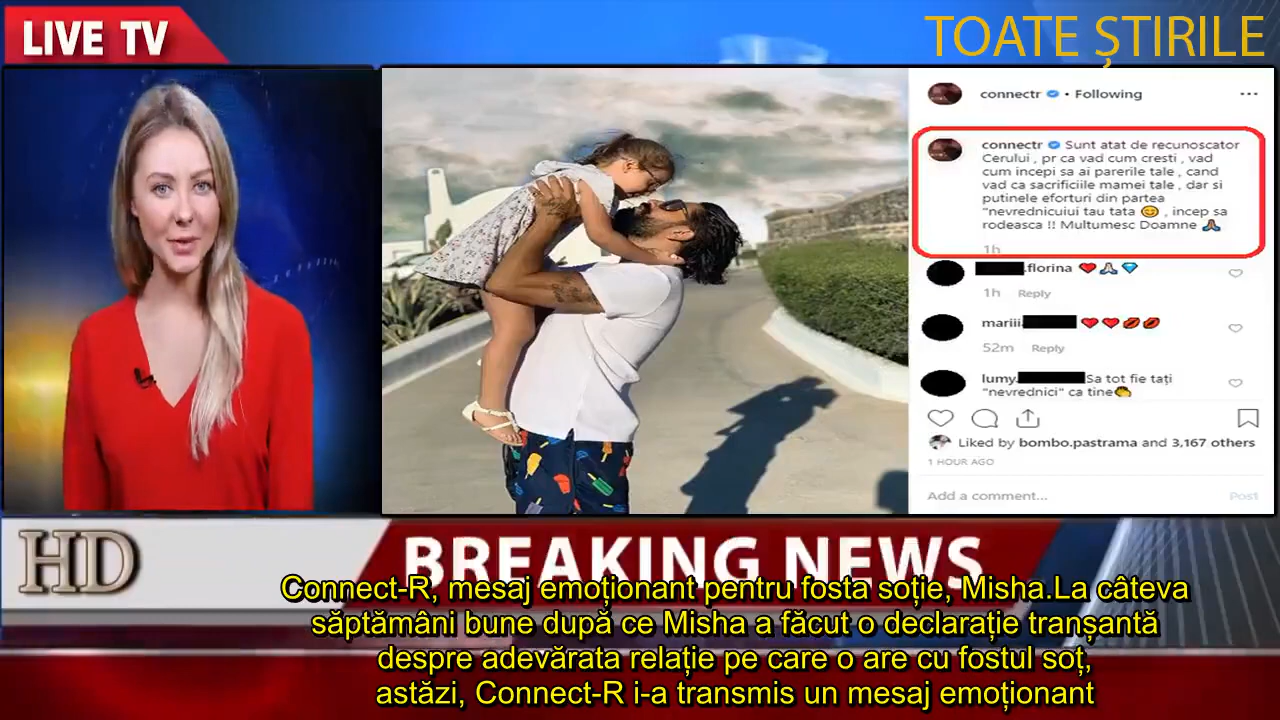 LIVE TV
TOATE ȘTIRILE
connectr • Following
connectr Sunt atat de recunoscator
Cerului , pr ca vad cum cresti , vad
cum incepi sa ai parerile tale , cand
vad ca sacrificiile mamei tale , dar si
putinele eforturi din partea
"nevrednicuiui tau tata 😊 , incep sa
rodeasca !! Multumesc Doamne 🙏
1h
.florina ❤️🙏💎
1h Reply
mariii ❤️❤️💋💋
52m Reply
lumy. Sa tot fie tați
"nevrednici" ca tine👏
Liked by bombo.pastrama and 3,167 others
1 HOUR AGO
Add a comment...
Post
HD
BREAKING NEWS
Connect-R, mesaj emoționant pentru fosta soție, Misha.La câteva
săptămâni bune după ce Misha a făcut o declarație tranșantă
despre adevărata relație pe care o are cu fostul soț,
astăzi, Connect-R i-a transmis un mesaj emoționant